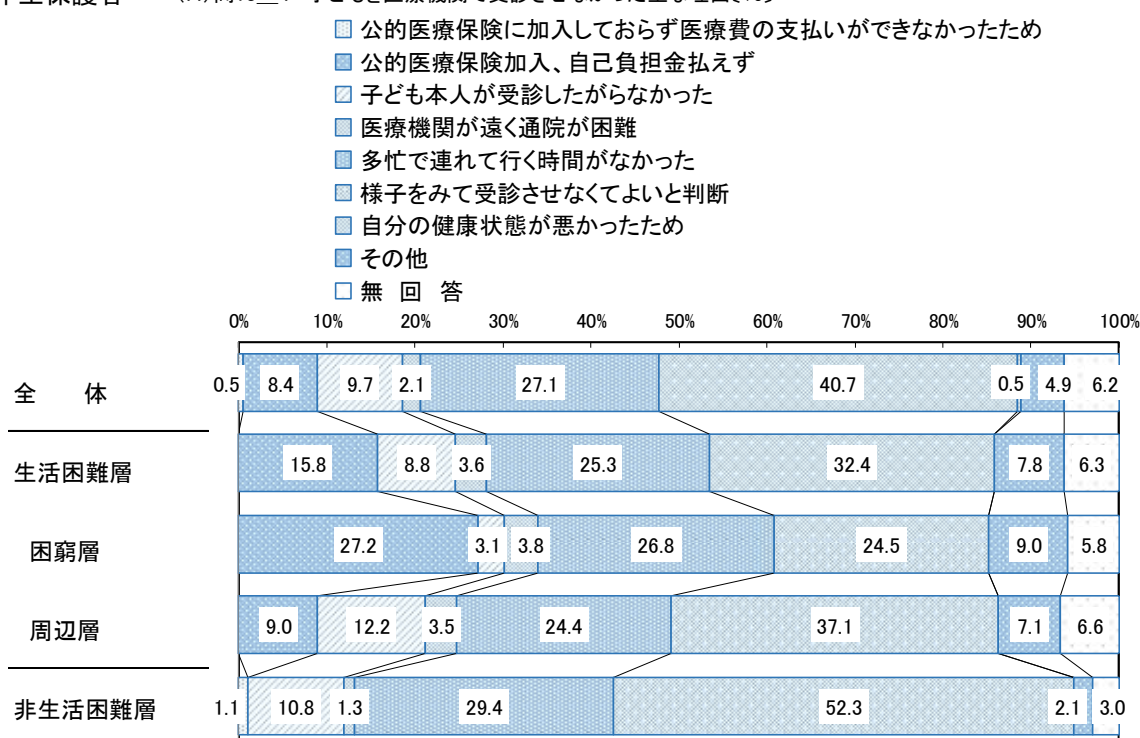 公的医療保険に加入しておらず医療費の支払いができなかったため
公的医療保険加入、自己負担金払えず
子ども本人が受診したがらなかった
医療機関が遠く通院が困難
多忙で連れて行く時間がなかった
様子をみて受診させなくてよいと判断
自分の健康状態が悪かったため
その他
無 回 答
0% 10% 20% 30% 40% 50% 60% 70% 80% 90% 100%
全 体 0.5 8.4 9.7 2.1 27.1 40.7 0.5 4.9 6.2
生活困難層 15.8 8.8 3.6 25.3 32.4 7.8 6.3
困窮層 27.2 3.1 3.8 26.8 24.5 9.0 5.8
周辺層 9.0 12.2 3.5 24.4 37.1 7.1 6.6
非生活困難層 1.1 10.8 1.3 29.4 52.3 2.1 3.0